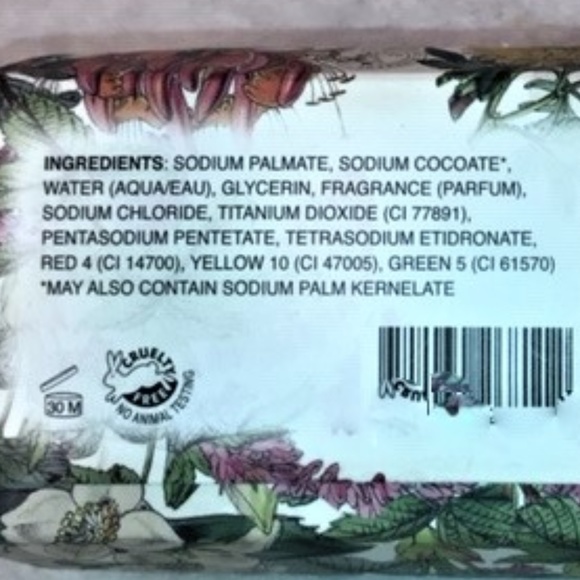 INGREDIENTS: SODIUM PALMATE, SODIUM COCOATE*,
WATER (AQUA/EAU), GLYCERIN, FRAGRANCE (PARFUM),
SODIUM CHLORIDE, TITANIUM DIOXIDE (CI 77891),
PENTASODIUM PENTETATE, TETRASODIUM ETIDRONATE,
RED 4 (CI 14700), YELLOW 10 (CI 47005), GREEN 5 (CI 61570)
*MAY ALSO CONTAIN SODIUM PALM KERNELATE
30 M
CRUELTY
FREE
NO ANIMAL TESTING